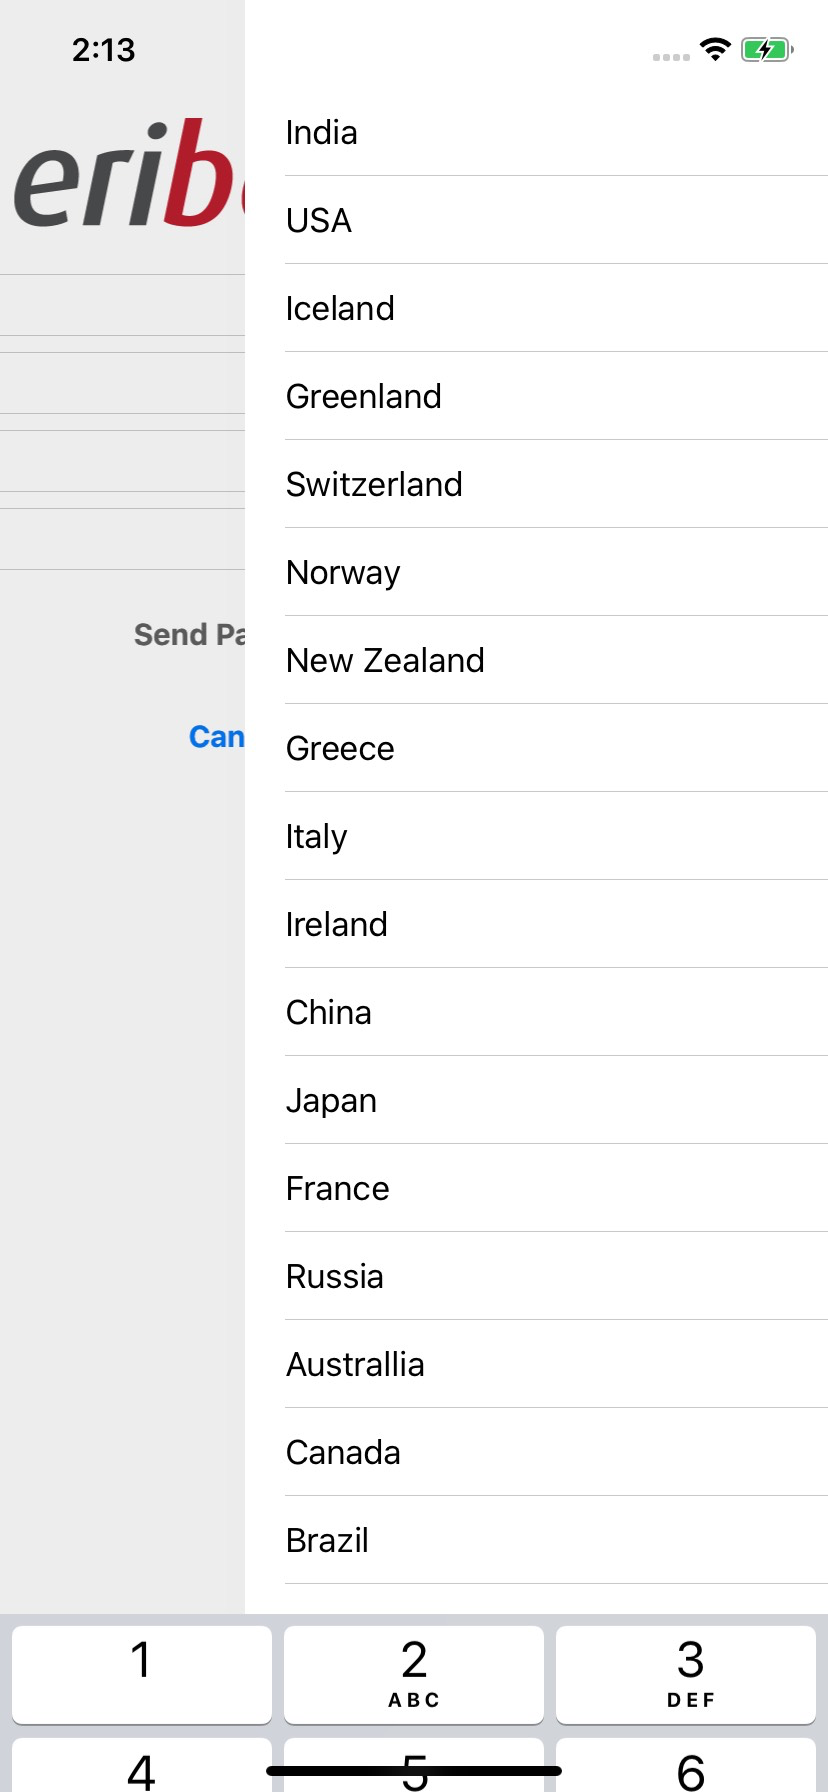 2:13
erib
India
USA
Iceland
Greenland
Switzerland
Norway
Send Pa
New Zealand
Can
Greece
Italy
Ireland
China
Japan
France
Russia
Australlia
Canada
Brazil
1
2
3
ABC
DEF
4
5
6